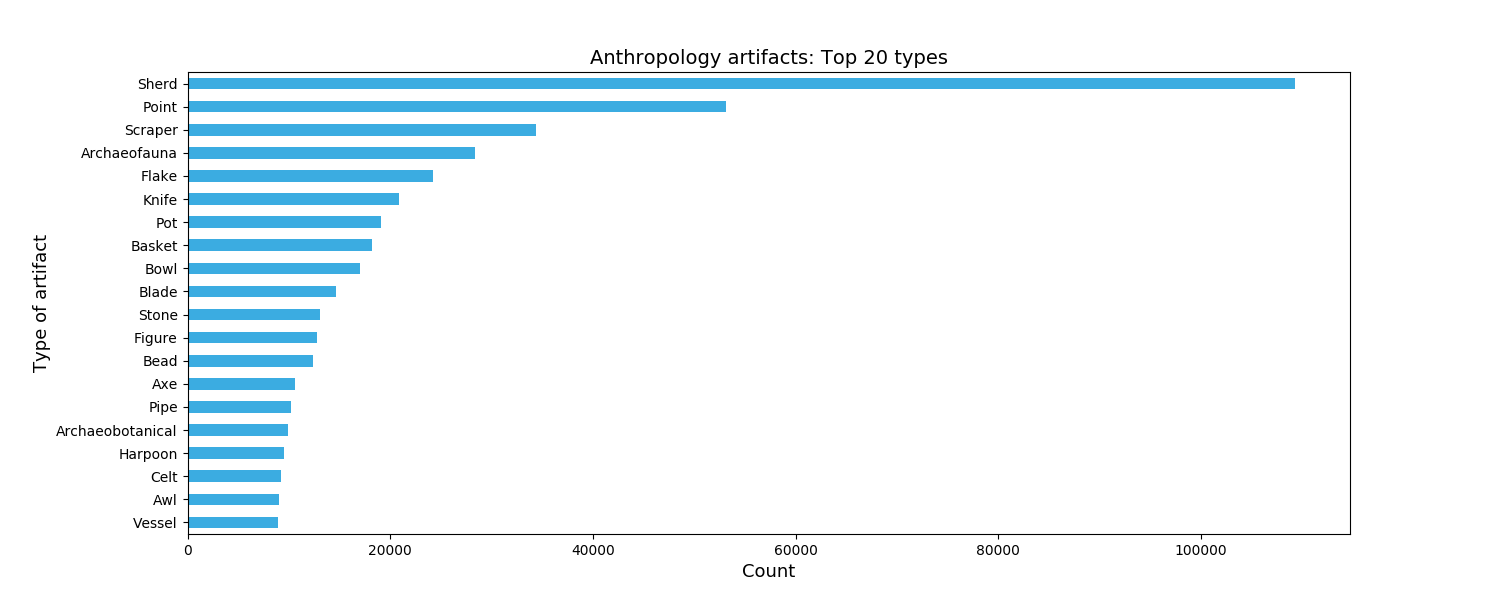 Anthropology artifacts: Top 20 types
Type of artifact
Sherd
Point
Scraper
Archaeofauna
Flake
Knife
Pot
Basket
Bowl
Blade
Stone
Figure
Bead
Axe
Pipe
Archaeobotanical
Harpoon
Celt
Awl
Vessel
0 20000 40000 60000 80000 100000
Count